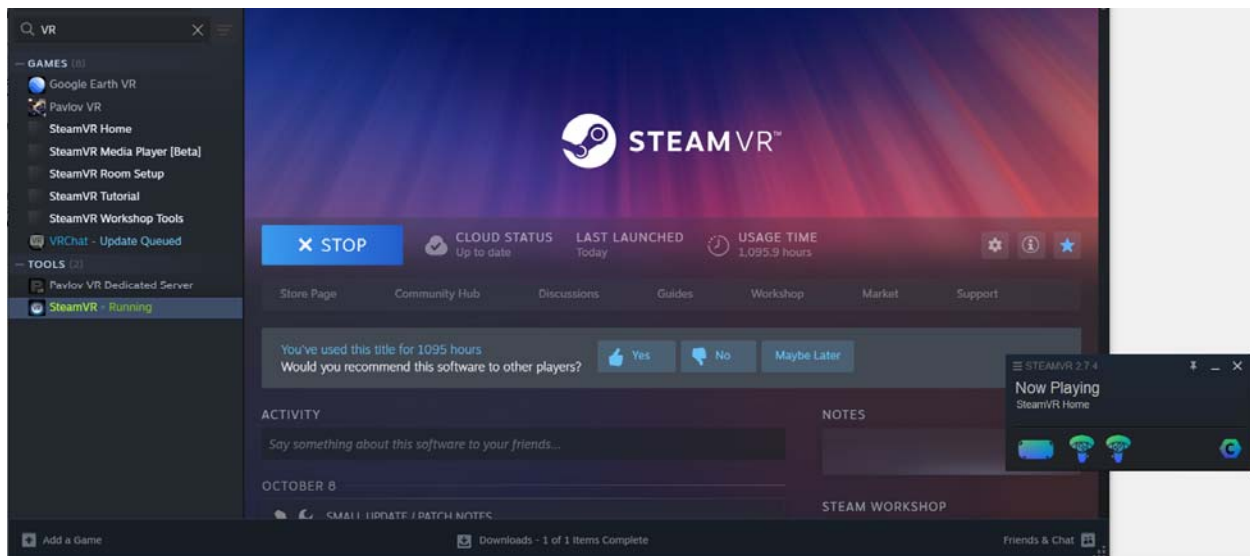 VR
GAMES (8)
Google Earth VR
Pavlov VR
SteamVR Home
SteamVR Media Player [Beta]
SteamVR Room Setup
SteamVR Tutorial
SteamVR Workshop Tools
VRChat - Update Queued
TOOLS (2)
Pavlov VR Dedicated Server
SteamVR - Running
STEAMVR™
STOP
CLOUD STATUS
Up to date
LAST LAUNCHED
Today
USAGE TIME
1,095.9 hours
Store Page
Community Hub
Discussions
Guides
Workshop
Market
Support
You've used this title for 1095 hours
Would you recommend this software to other players?
Yes
No
Maybe Later
STEAMVR 2.7.4
Now Playing
SteamVR Home
ACTIVITY
Say something about this software to your friends...
NOTES
OCTOBER 8
SMALL UPDATE / PATCH NOTES
STEAM WORKSHOP
Add a Game
Downloads - 1 of 1 Items Complete
Friends & Chat